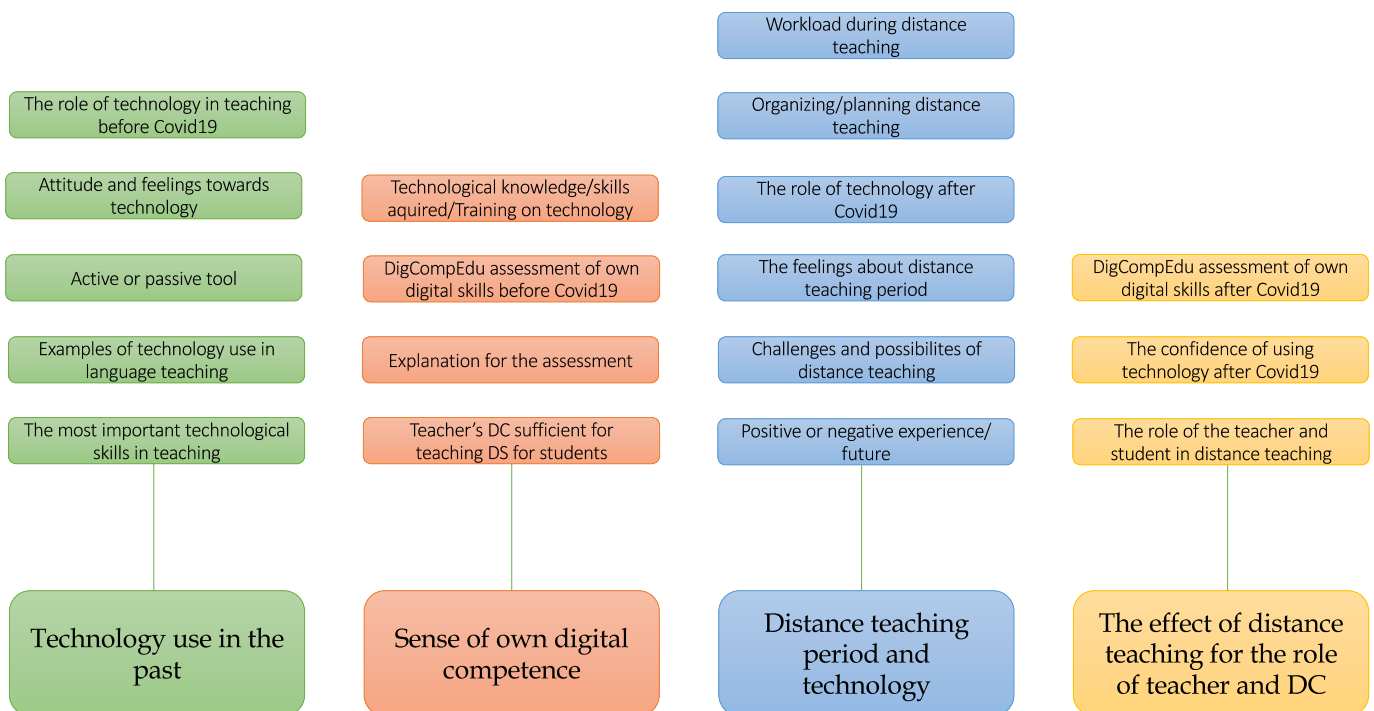 The role of technology in teaching
before Covid19
Attitude and feelings towards
technology
Active or passive tool
Examples of technology use in
language teaching
The most important technological
skills in teaching
Technology use in the
past
Technological knowledge/skills
aquired/Training on technology
DigCompEdu assessment of own
digital skills before Covid19
Explanation for the assessment
Teacher’s DC sufficient for
teaching DS for students
Sense of own digital
competence
Workload during distance
teaching
Organizing/planning distance
teaching
The role of technology after
Covid19
The feelings about distance
teaching period
Challenges and possibilites of
distance teaching
Positive or negative experience/
future
Distance teaching
period and
technology
DigCompEdu assessment of own
digital skills after Covid19
The confidence of using
technology after Covid19
The role of the teacher and
student in distance teaching
The effect of distance
teaching for the role
of teacher and DC